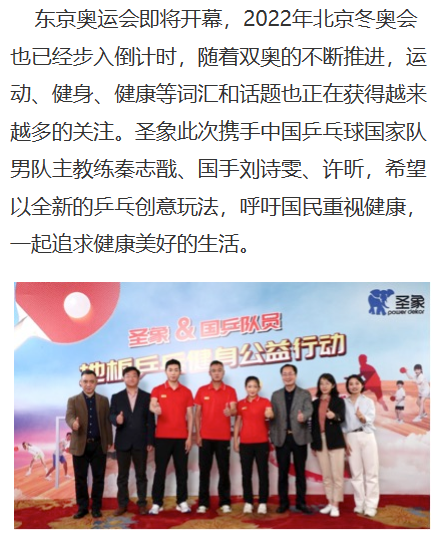 东京奥运会即将开幕，2022年北京冬奥会
也已经步入倒计时，随着双奥的不断推进，运
动、健身、健康等词汇和话题也正在获得越来
越多的关注。圣象此次携手中国乒乓球国家队
男队主教练秦志戬、国手刘诗雯、许昕，希望
以全新的乒乓创意玩法，呼吁国民重视健康，
一起追求健康美好的生活。
圣象
power dekor
圣象 & 国乒队员
地板乒乓健身公益行动